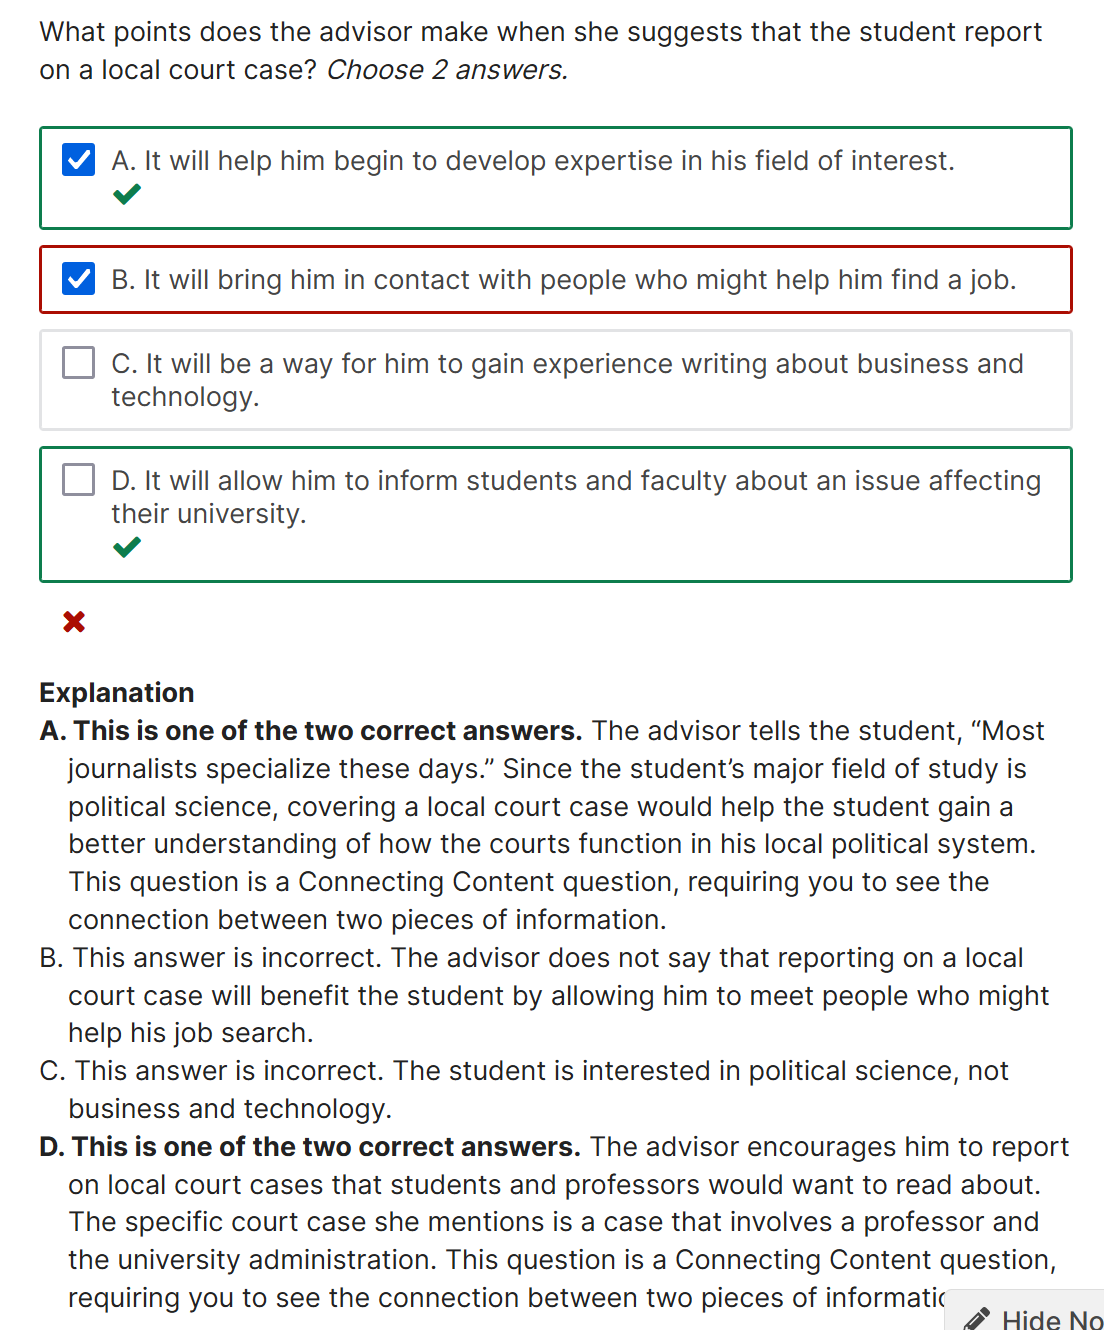 What points does the advisor make when she suggests that the student report
on a local court case? Choose 2 answers.
A. It will help him begin to develop expertise in his field of interest.
B. It will bring him in contact with people who might help him find a job.
C. It will be a way for him to gain experience writing about business and
technology.
D. It will allow him to inform students and faculty about an issue affecting
their university.
Explanation
A. This is one of the two correct answers. The advisor tells the student, “Most
journalists specialize these days.” Since the student’s major field of study is
political science, covering a local court case would help the student gain a
better understanding of how the courts function in his local political system.
This question is a Connecting Content question, requiring you to see the
connection between two pieces of information.
B. This answer is incorrect. The advisor does not say that reporting on a local
court case will benefit the student by allowing him to meet people who might
help his job search.
C. This answer is incorrect. The student is interested in political science, not
business and technology.
D. This is one of the two correct answers. The advisor encourages him to report
on local court cases that students and professors would want to read about.
The specific court case she mentions is a case that involves a professor and
the university administration. This question is a Connecting Content question,
requiring you to see the connection between two pieces of informatio
Hide No